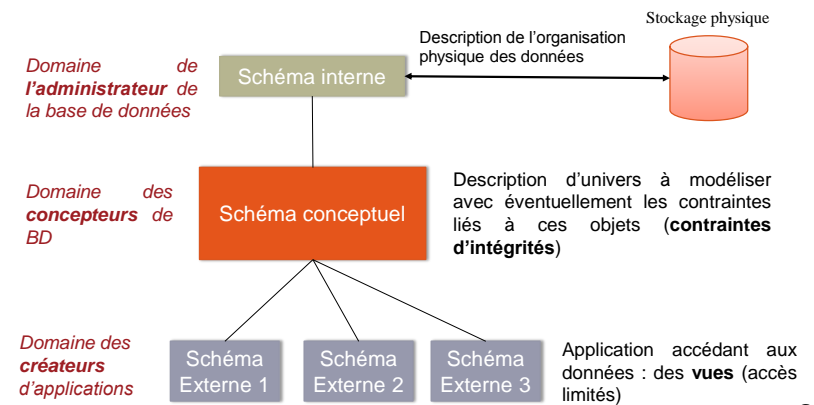 Stockage physique
Description de l’organisation
physique des données
Domaine de
l’administrateur de
la base de données
Schéma interne
Domaine des
concepteurs de
BD
Schéma conceptuel
Description d’univers à modéliser
avec éventuellement les contraintes
liés à ces objets (contraintes
d’intégrités)
Domaine des
créateurs
d’applications
Schéma
Externe 1
Schéma
Externe 2
Schéma
Externe 3
Application accédant aux
données : des vues (accès
limités)